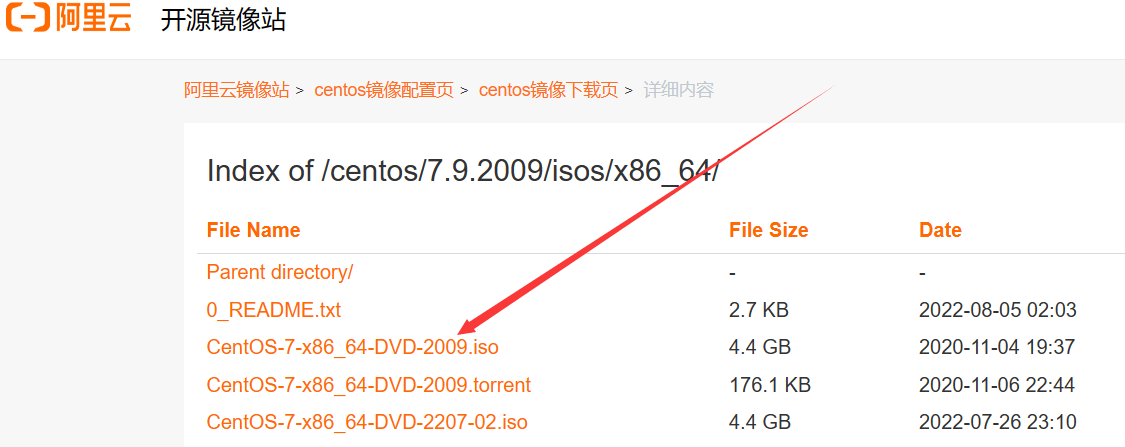 阿里云 开源镜像站
阿里云镜像站 > centos镜像配置页 > centos镜像下载页 > 详细内容
Index of /centos/7.9.2009/isos/x86_64/
File Name File Size Date
Parent directory/ - -
0_README.txt 2.7 KB 2022-08-05 02:03
CentOS-7-x86_64-DVD-2009.iso 4.4 GB 2020-11-04 19:37
CentOS-7-x86_64-DVD-2009.torrent 176.1 KB 2020-11-06 22:44
CentOS-7-x86_64-DVD-2207-02.iso 4.4 GB 2022-07-26 23:10